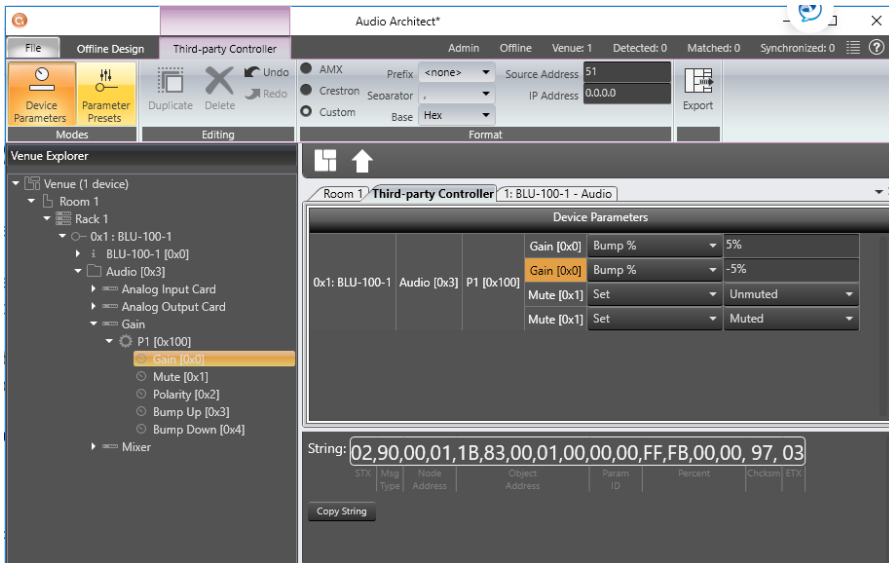 Audio Architect*
File Offline Design Third-party Controller Admin Offline Venue: 1 Detected: 0 Matched: 0 Synchronized: 0 ?
Device Parameters
Parameter Presets
Modes
Duplicate Delete Undo
Redo
Editing
AMX Prefix <none> Source Address 51
Crestron Separator , IP Address 0.0.0.0
Custom Base Hex
Format
Export
Venue Explorer
Venue (1 device)
Room 1
Rack 1
0x1 : BLU-100-1
i BLU-100-1 [0x0]
Audio [0x3]
Analog Input Card
Analog Output Card
Gain
P1 [0x100]
Gain [0x0]
Mute [0x1]
Polarity [0x2]
Bump Up [0x3]
Bump Down [0x4]
Mixer
Room 1 Third-party Controller 1: BLU-100-1 - Audio
Device Parameters
0x1: BLU-100-1 Audio [0x3] P1 [0x100]
Gain [0x0] Bump % 5%
Gain [0x0] Bump % -5%
Mute [0x1] Set Unmuted
Mute [0x1] Set Muted
String: 02,90,00,01,1B,83,00,01,00,00,00,FF,FB,00,00, 97, 03
STX Msg Type Node Address Object Address Param ID Percent Chcksm ETX
Copy String